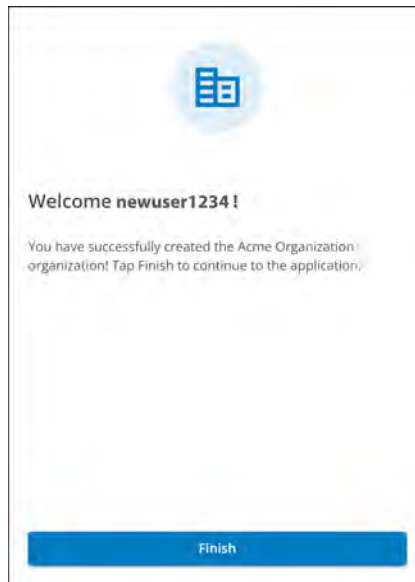 Welcome newuser1234!
You have successfully created the Acme Organization
organization! Tap Finish to continue to the application.
Finish